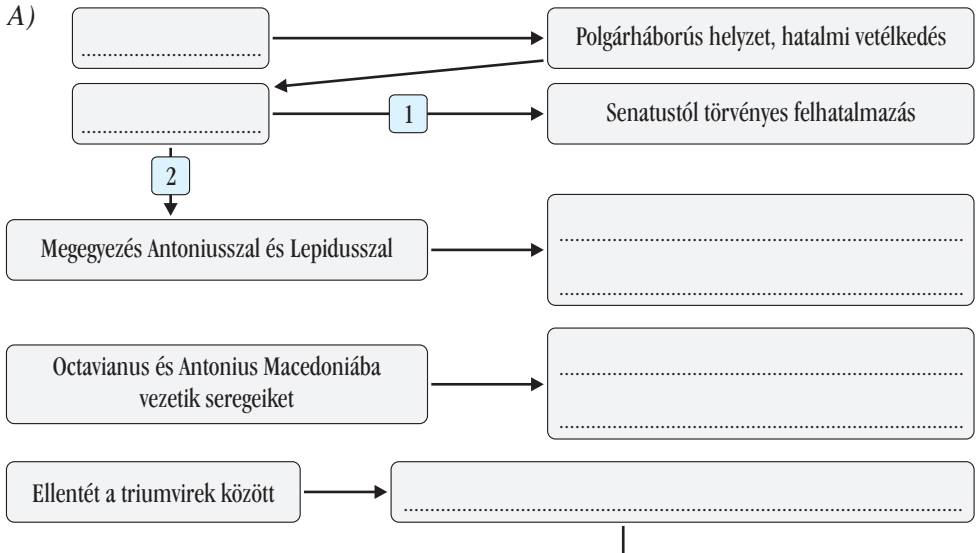 A)
Polgárháborús helyzet, hatalmi vetélkedés
1
Senatustól törvényes felhatalmazás
2
Megegyezés Antoniusszal és Lepidusszal
Octavianus és Antonius Macedoniába
vezetik seregeiket
Ellentét a triumvirek között